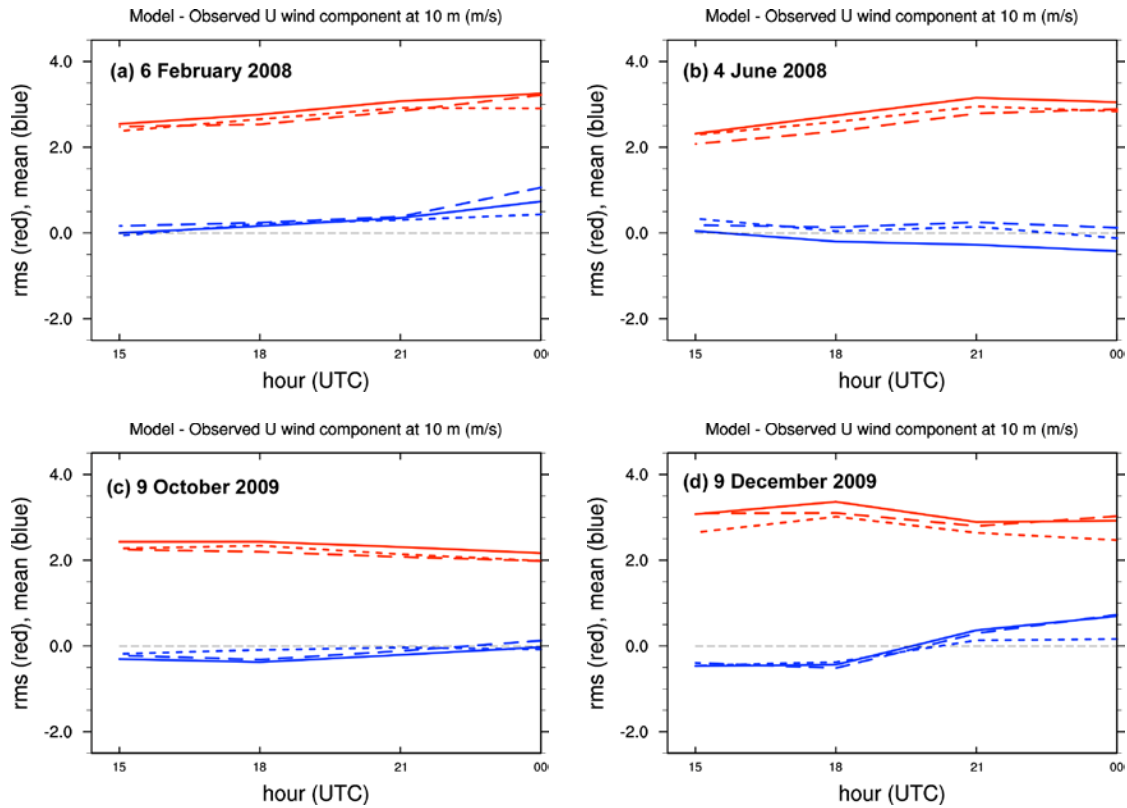 Model - Observed U wind component at 10 m (m/s)
(a) 6 February 2008
rms (red), mean (blue)
4.0
2.0
0.0
-2.0
15
18
21
00
hour (UTC)
Model - Observed U wind component at 10 m (m/s)
(b) 4 June 2008
rms (red), mean (blue)
4.0
2.0
0.0
-2.0
15
18
21
00
hour (UTC)
Model - Observed U wind component at 10 m (m/s)
(c) 9 October 2009
rms (red), mean (blue)
4.0
2.0
0.0
-2.0
15
18
21
00
hour (UTC)
Model - Observed U wind component at 10 m (m/s)
(d) 9 December 2009
rms (red), mean (blue)
4.0
2.0
0.0
-2.0
15
18
21
00
hour (UTC)